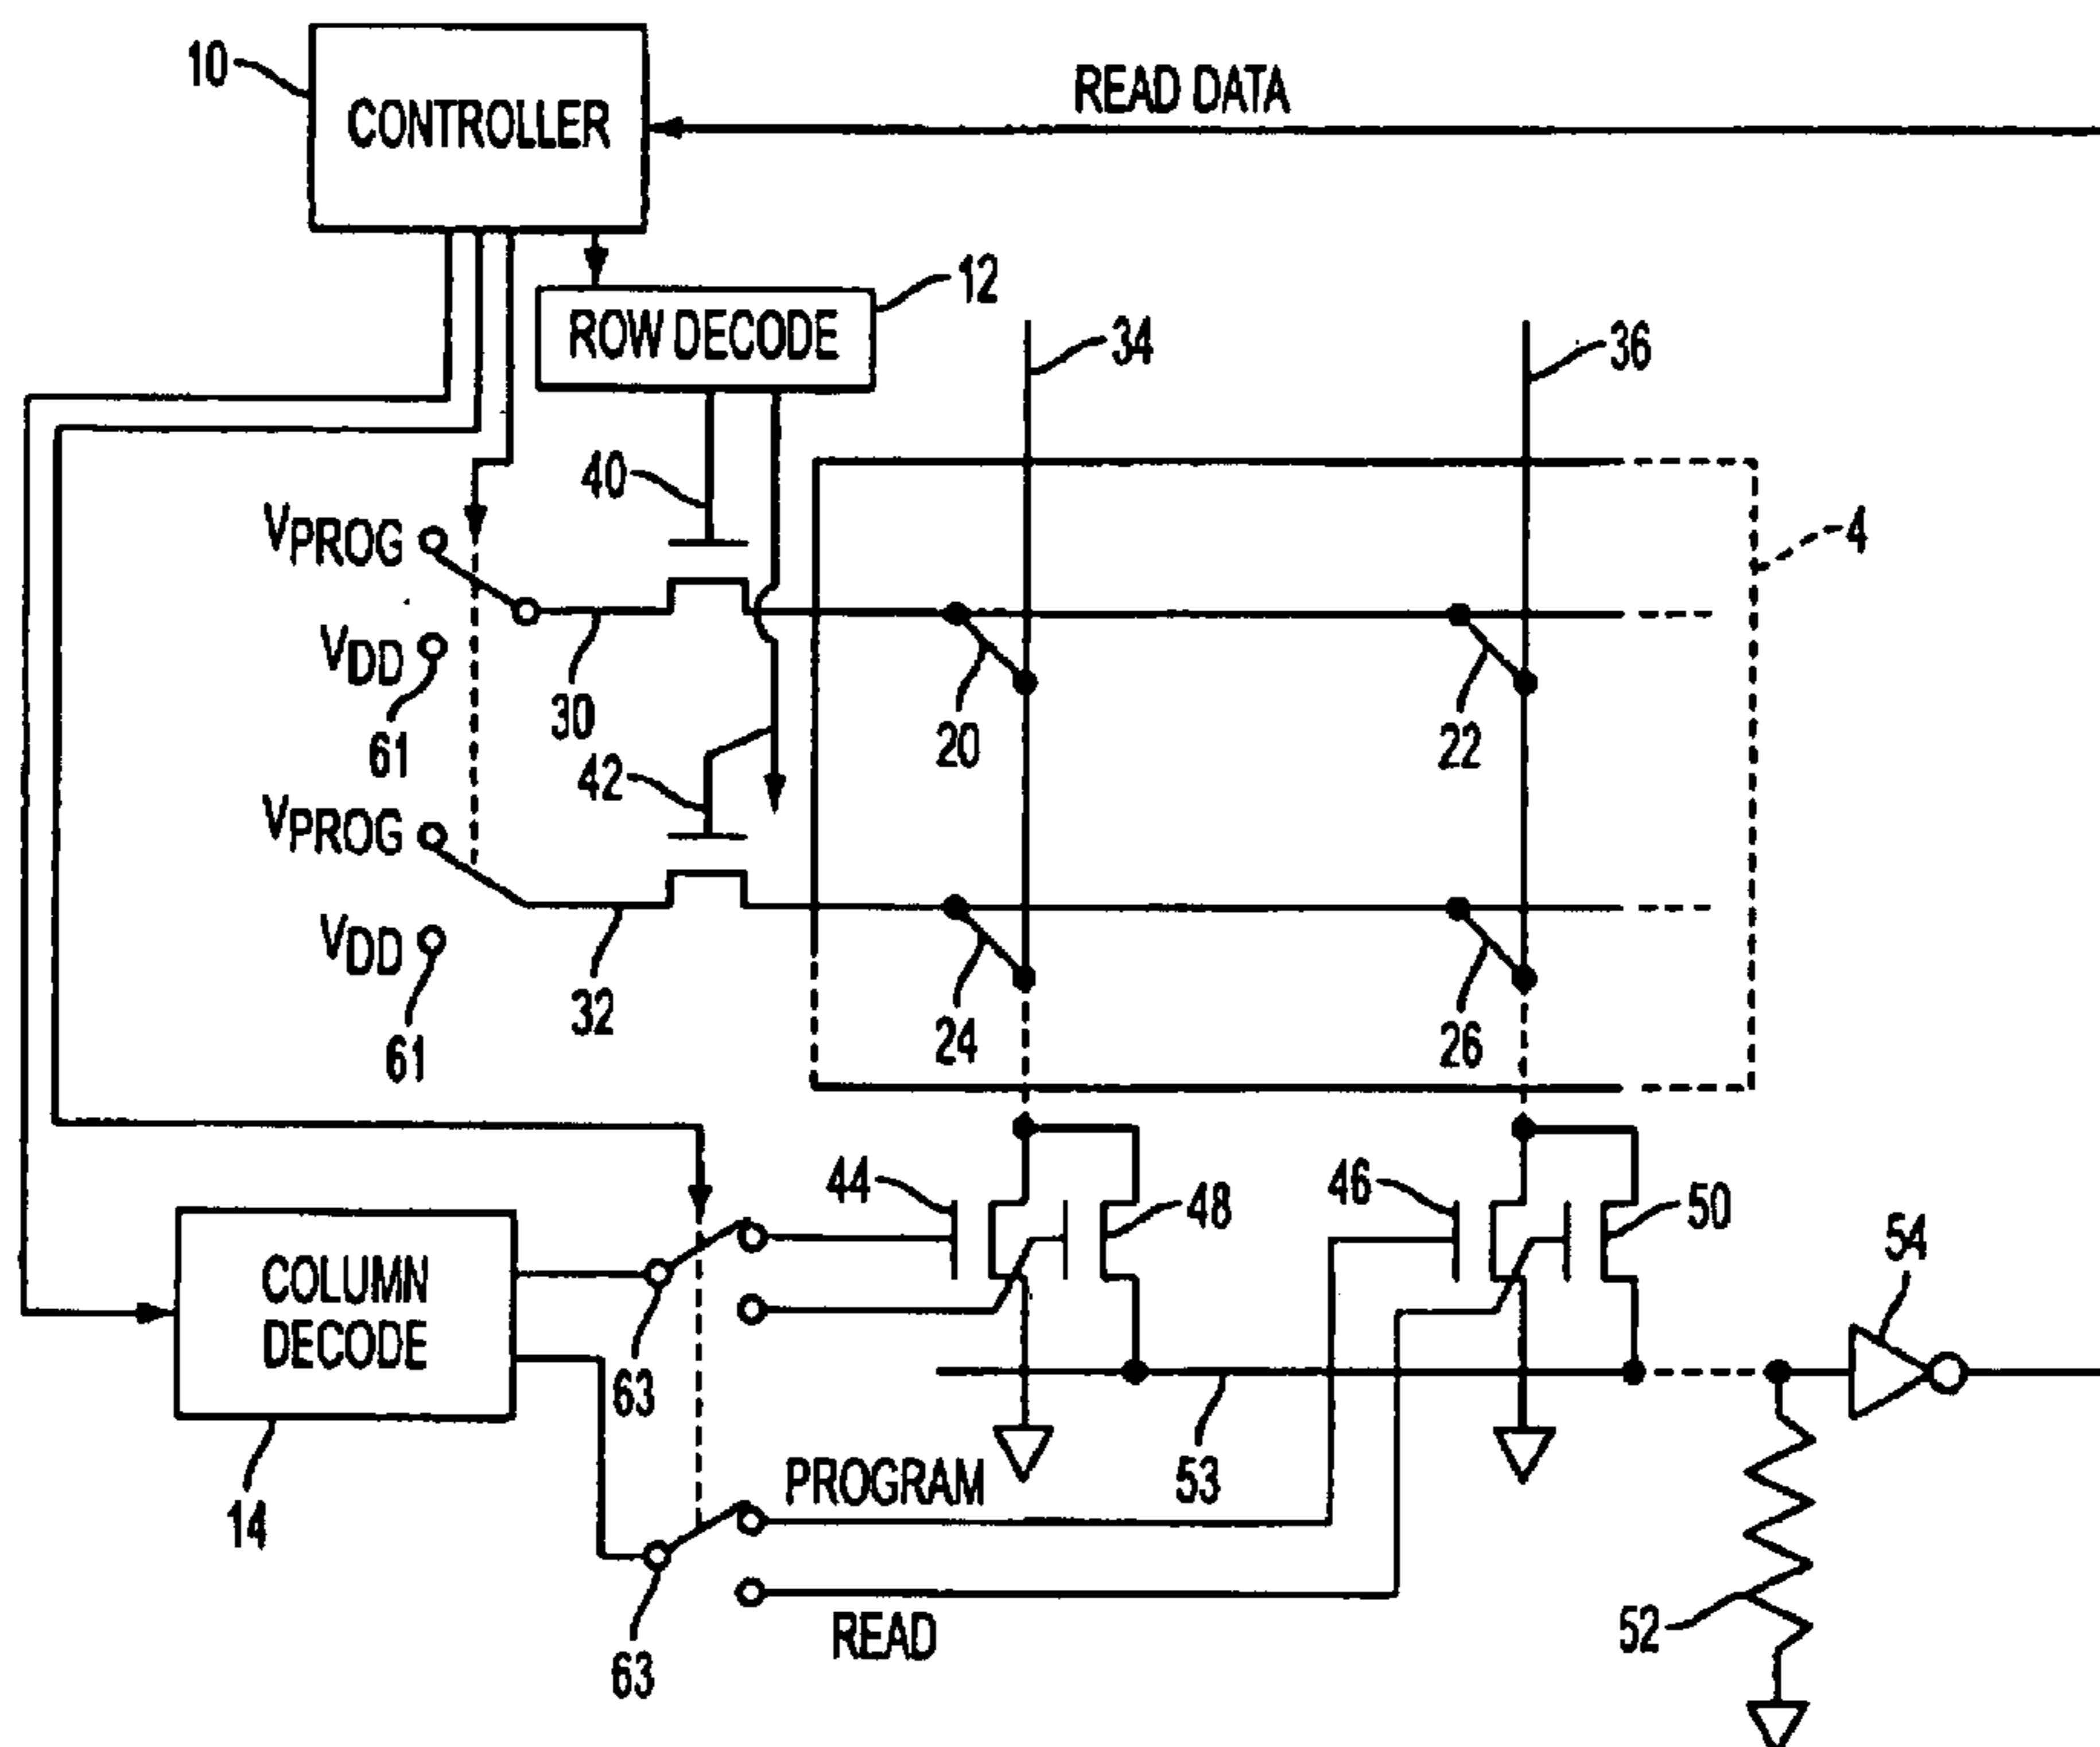 10
CONTROLLER
READ DATA
12
ROW DECODE
34
36
40
VPROG
4
VDD
30
20
22
61
42
VPROG
VDD
32
24
26
61
44
48
46
50
54
COLUMN
DECODE
63
PROGRAM
53
14
READ
52
63